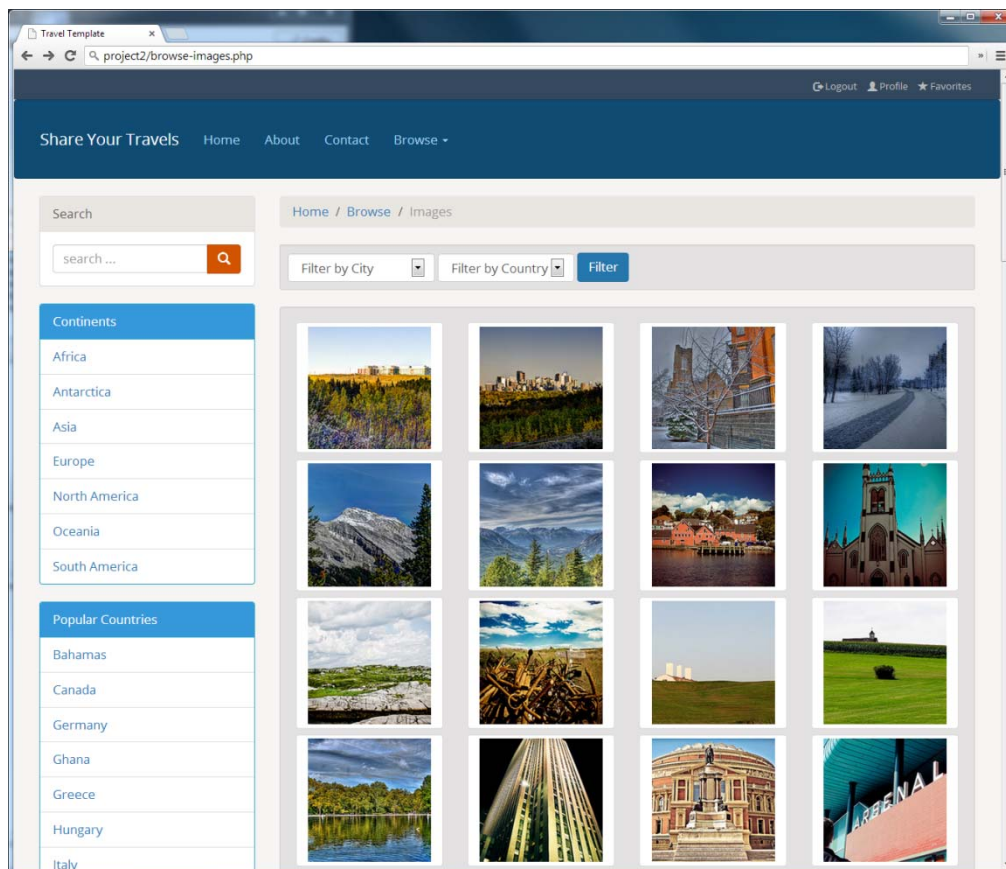 Travel Template
project2/browse-images.php
Logout Profile Favorites
Share Your Travels Home About Contact Browse
Search
search ...
Home / Browse / Images
Filter by City Filter by Country Filter
Continents
Africa
Antarctica
Asia
Europe
North America
Oceania
South America
Popular Countries
Bahamas
Canada
Germany
Ghana
Greece
Hungary
Italy
ARSENAL